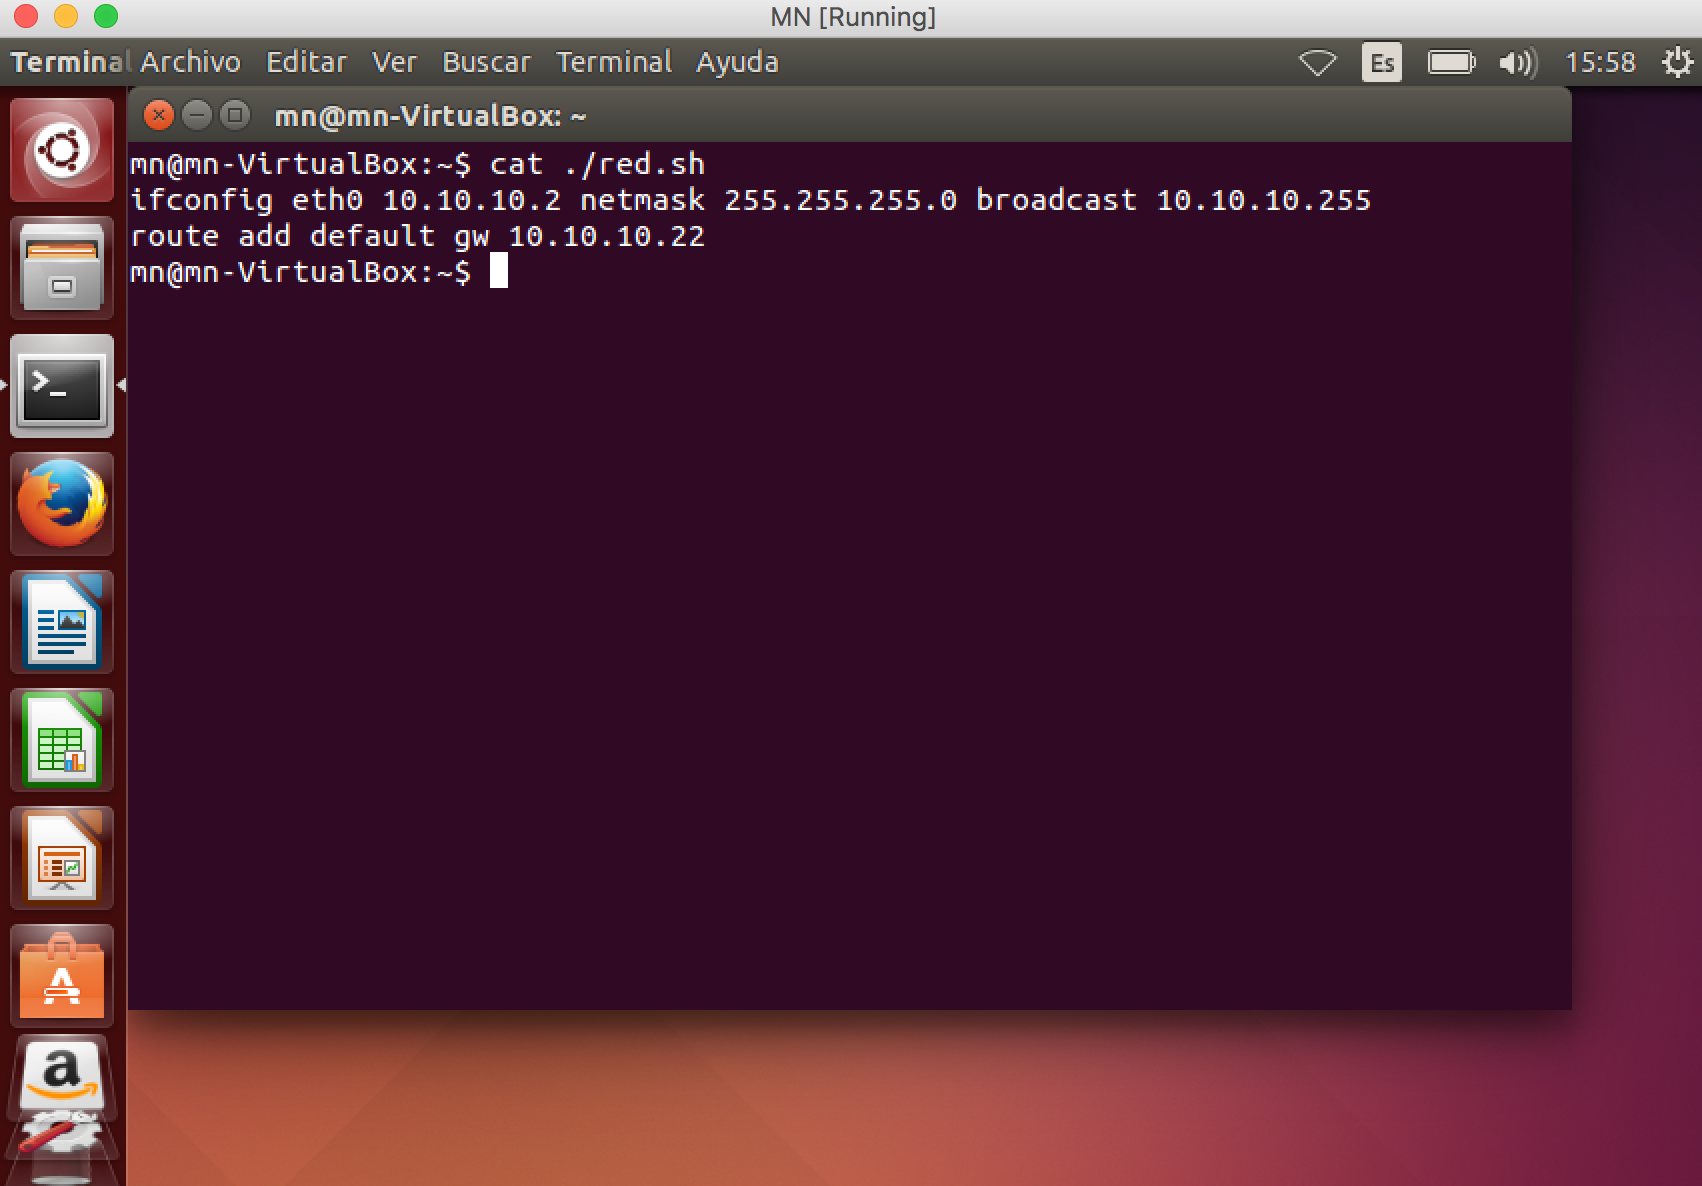 MN [Running]
Terminal Archivo Editar Ver Buscar Terminal Ayuda Es 15:58
mn@mn-VirtualBox: ~
mn@mn-VirtualBox:~$ cat ./red.sh
ifconfig eth0 10.10.10.2 netmask 255.255.255.0 broadcast 10.10.10.255
route add default gw 10.10.10.22
mn@mn-VirtualBox:~$